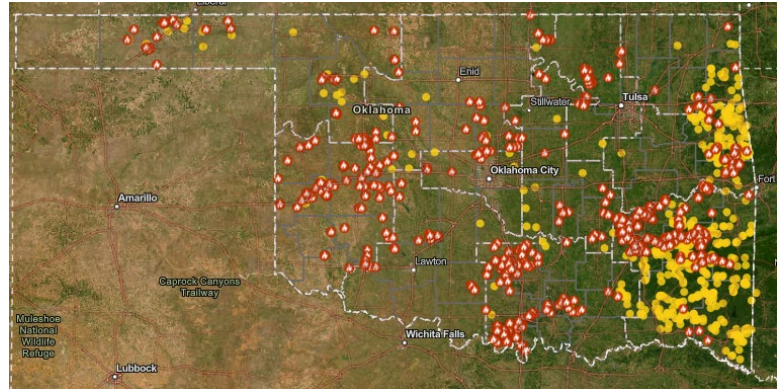 Liberal
Enid
Oklahoma
Stillwater
Tulsa
Oklahoma City
Fort
Amarillo
Lawton
Caprock Canyons
Trailway
Muleshoe
National
Wildlife
Refuge
Wichita Falls
Lubbock